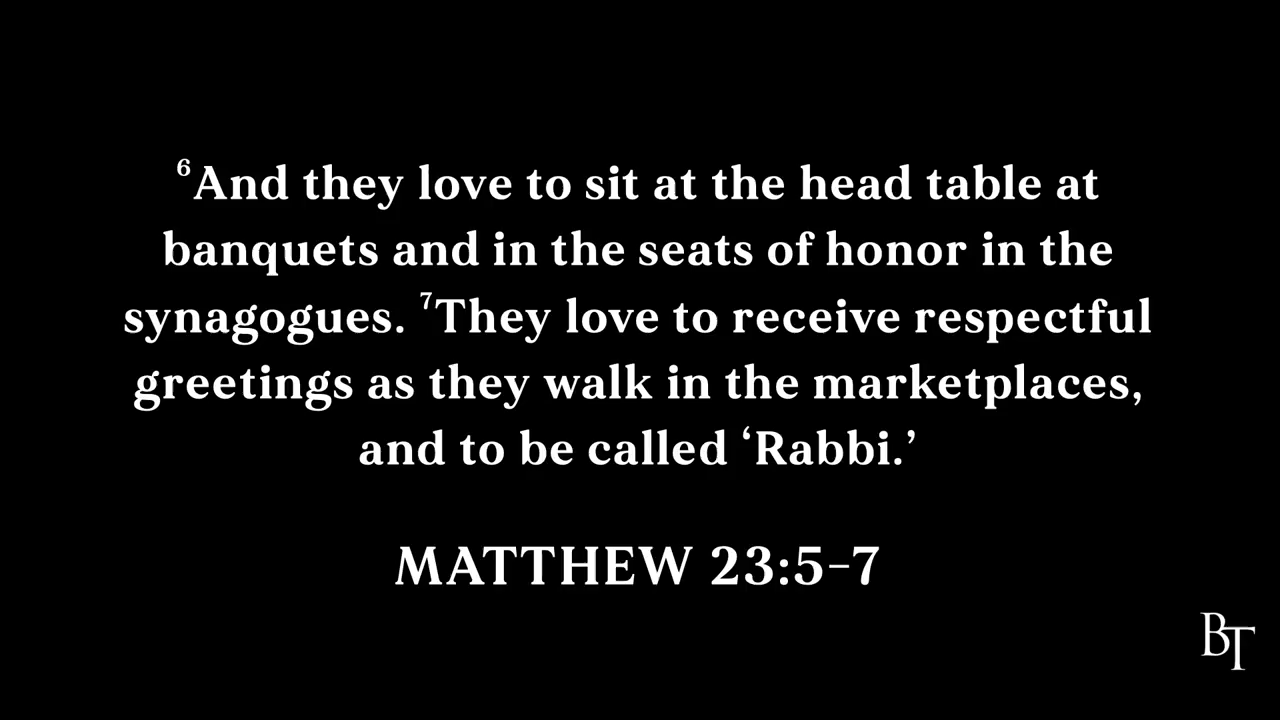 ⁶And they love to sit at the head table at
banquets and in the seats of honor in the
synagogues. ⁷They love to receive respectful
greetings as they walk in the marketplaces,
and to be called ‘Rabbi.’
MATTHEW 23:5–7
BT